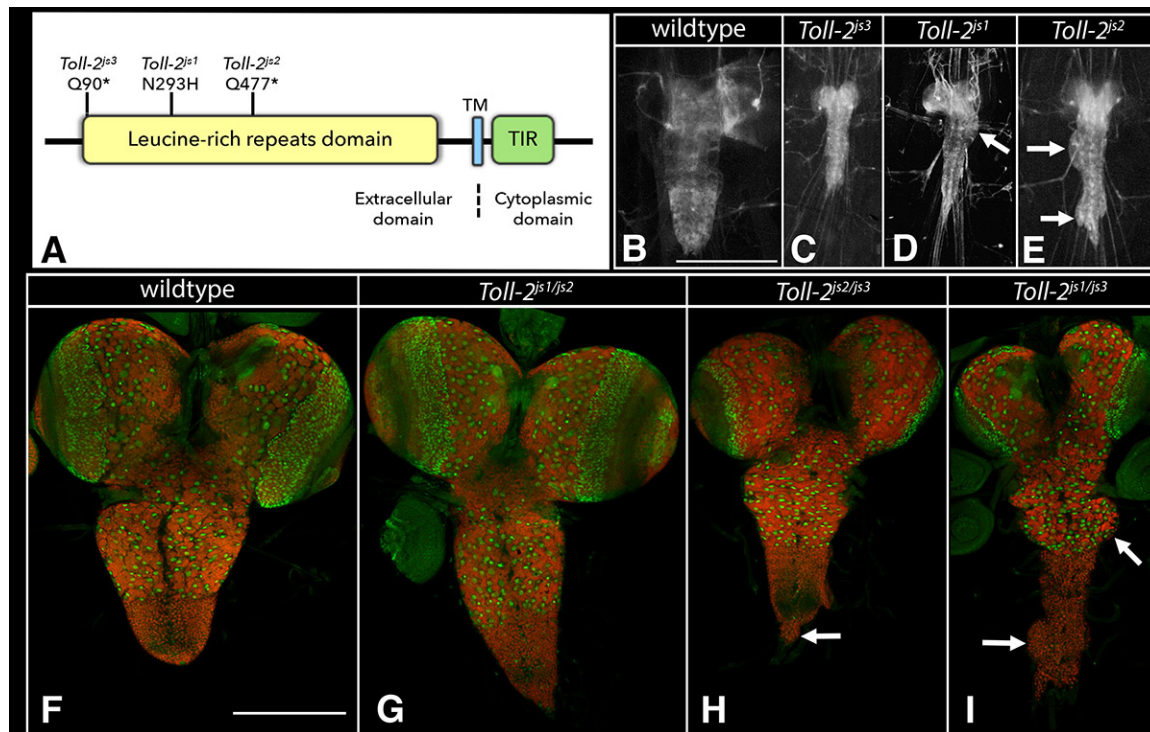 Toll-2js3 Toll-2js1 Toll-2js2
Q90* N293H Q477*
TM
Leucine-rich repeats domain
TIR
Extracellular domain
Cytoplasmic domain
A
wildtype Toll-2js3 Toll-2js1 Toll-2js2
B C D E
wildtype Toll-2js1/js2 Toll-2js2/js3 Toll-2js1/js3
F G H I